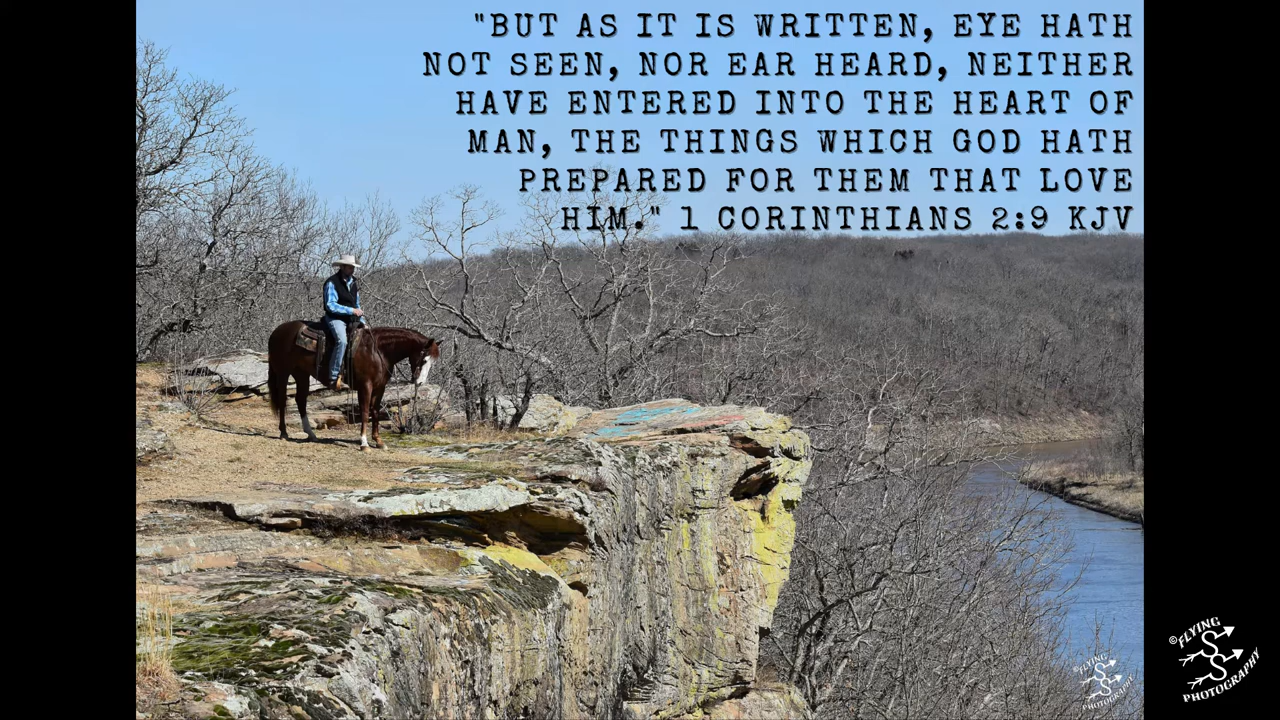 "BUT AS IT IS WRITTEN, EYE HATH
NOT SEEN, NOR EAR HEARD, NEITHER
HAVE ENTERED INTO THE HEART OF
MAN, THE THINGS WHICH GOD HATH
PREPARED FOR THEM THAT LOVE
HIM." 1 CORINTHIANS 2:9 KJV
©FLYING
S
S
PHOTOGRAPHY
©FLYING
S
S
PHOTOGRAPHY